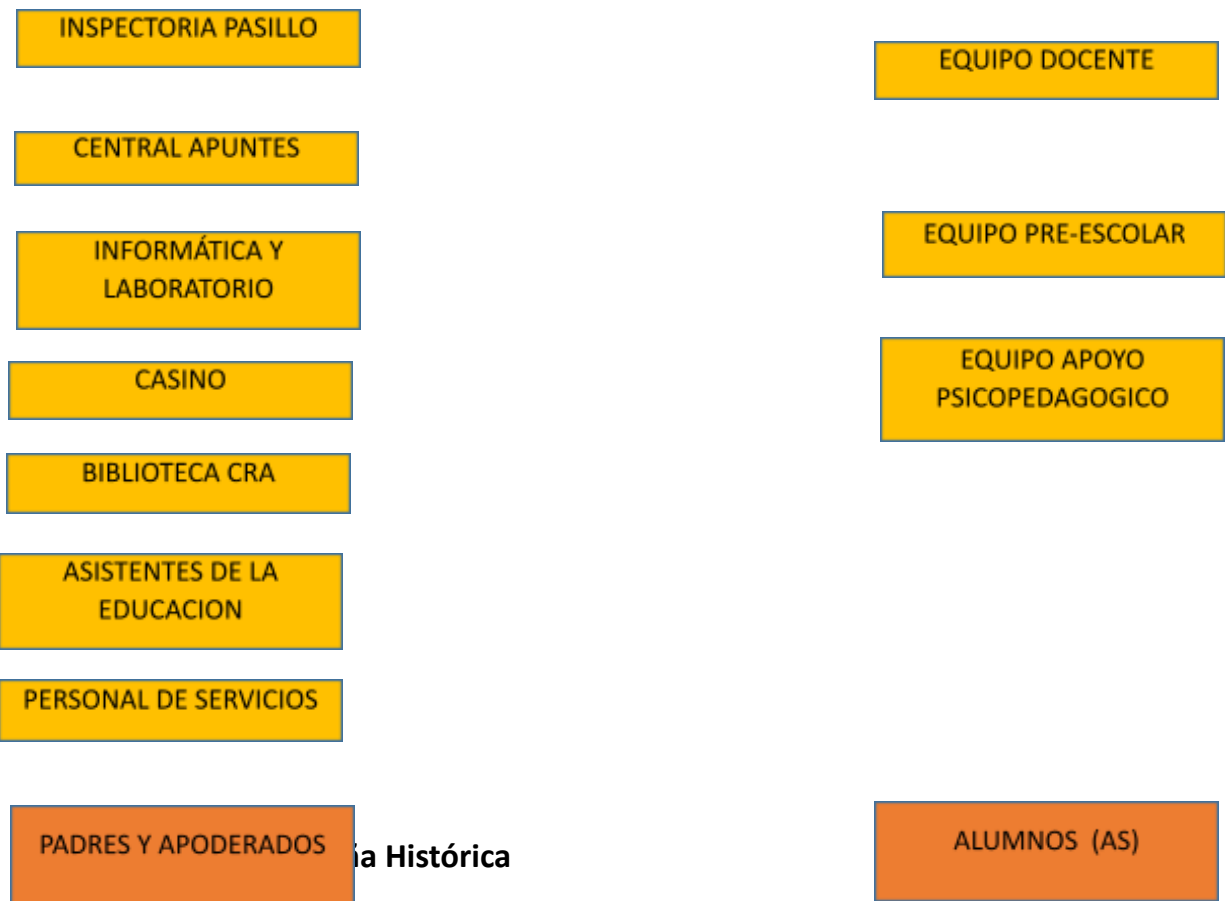 INSPECTORIA PASILLO
CENTRAL APUNTES
INFORMÁTICA Y
LABORATORIO
CASINO
BIBLIOTECA CRA
ASISTENTES DE LA
EDUCACION
PERSONAL DE SERVICIOS
PADRES Y APODERADOS
Histórica
EQUIPO DOCENTE
EQUIPO PRE-ESCOLAR
EQUIPO APOYO
PSICOPEDAGOGICO
ALUMNOS (AS)